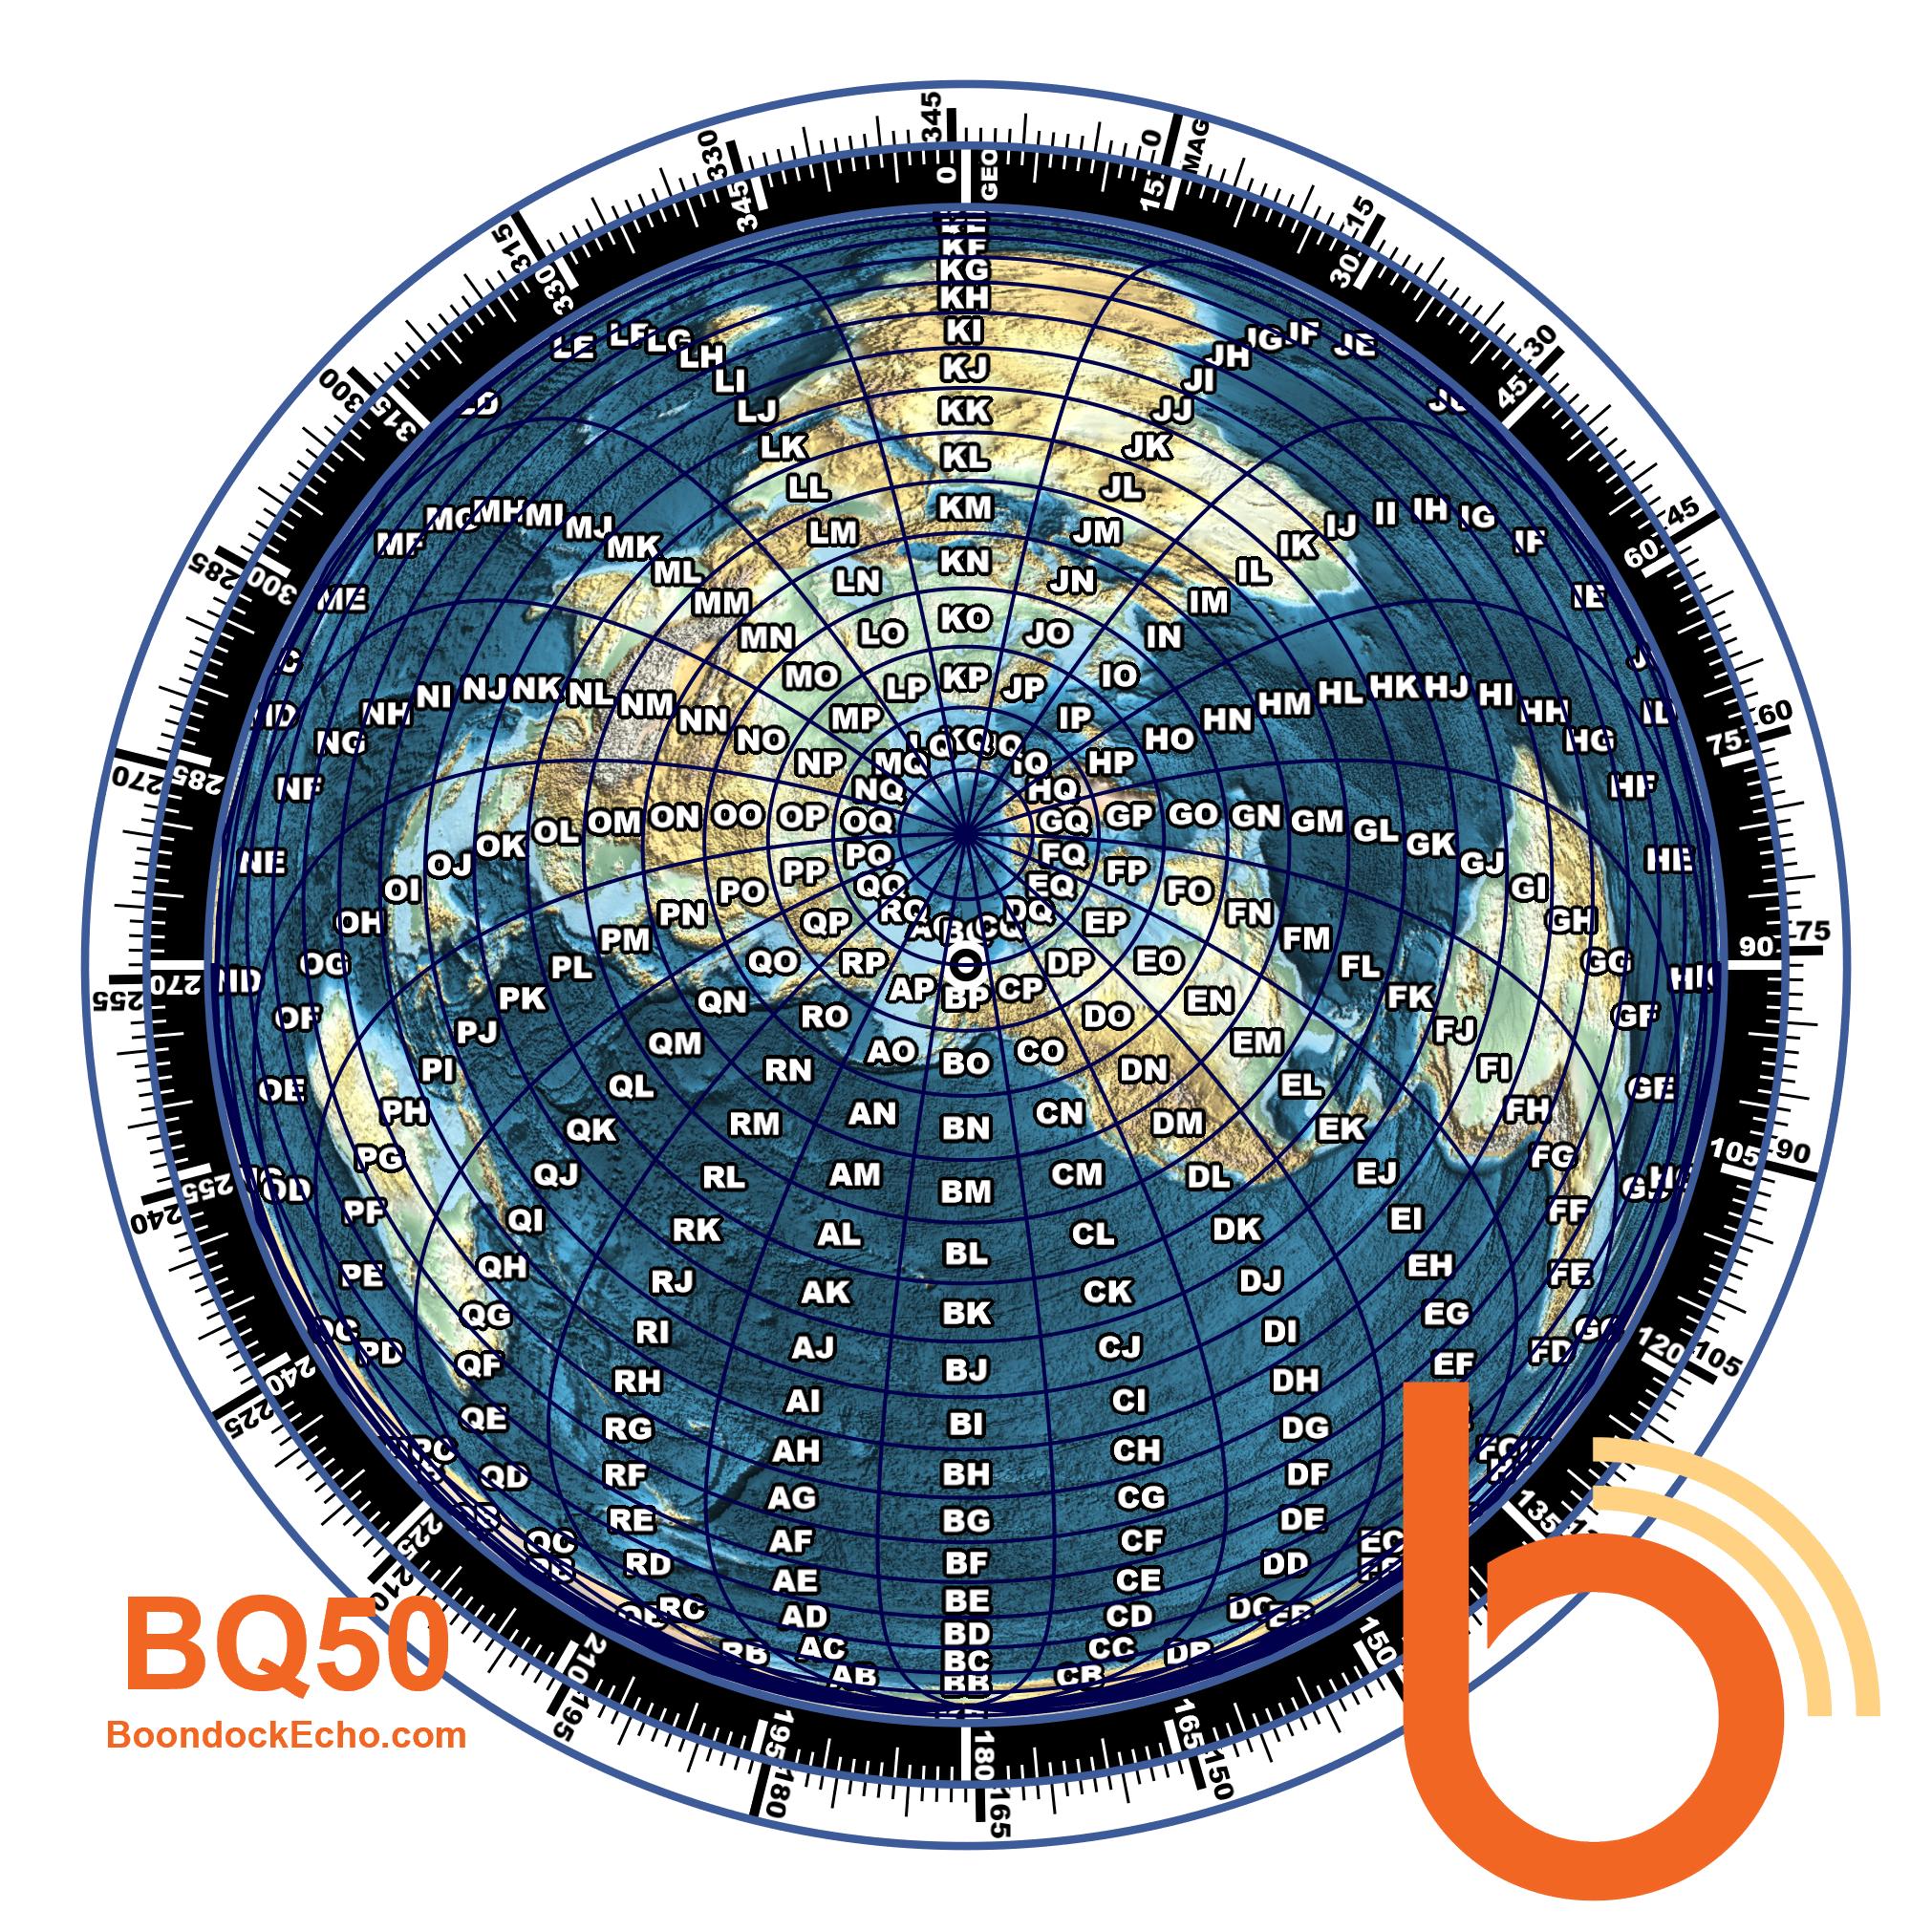 345
330
0
MAG
345
0
GEO
15
315
330
15
30
300
315
30
45
285
300
45
60
270
285
60
75
255
270
90
75
240
255
105
90
225
240
120
105
210
225
135
195
210
150
180
195
180
165
165
150
KF
KG
KH
KI
KJ
KK
KL
KM
KN
KO
KP
KQ
LE LF LG LH LI LJ LK LL LM LN LO LP LQ
JE JF JG JH JI JJ JK JL JM JN JO JP
ME MF MG MH MI MJ MK ML MM MN MO MP MQ
IE IF IG IH II IJ IK IL IM IN IO IP IQ
NE NF NG NH NI NJ NK NL NM NN NO NP NQ
HE HF HG HH HI HJ HK HL HM HN HO HP HQ
ND
OE OF OG OH OI OJ OK OL OM ON OO OP OQ
GQ GP GO GN GM GL GK GJ GI GH GG GF GE
PD PE PF PG PH PI PJ PK PL PM PN PO PP PQ
FQ FP FO FN FM FL FK FJ FI FH FG FF FE FD
QD QE QF QG QH QI QJ QK QL QM QN QO QP QQ
EQ EP EO EN EM EL EK EJ EI EH EG EF EC
RB RC RD RE RF RG RH RI RJ RK RL RM RN RO RP RQ
DQ DP DO DN DM DL DK DJ DI DH DG DF DE DD
AP AO AN AM AL AK AJ AI AH AG AF AE AD AC AB
O
BP BO BN BM BL BK BJ BI BH BG BF BE BD BC BB
CQ CP CO CN CM CL CK CJ CI CH CG CF CE CD CC CB
BQ50
BoondockEcho.com
b